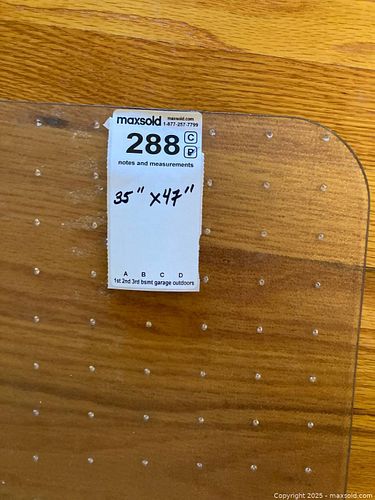 maxsold maxsold.com
1-877-257-7799
288 C
P
notes and measurements
35" x47"
A B C D
1st 2nd 3rd bsmt garage outdoors
Copyright 2025 - maxsold.com